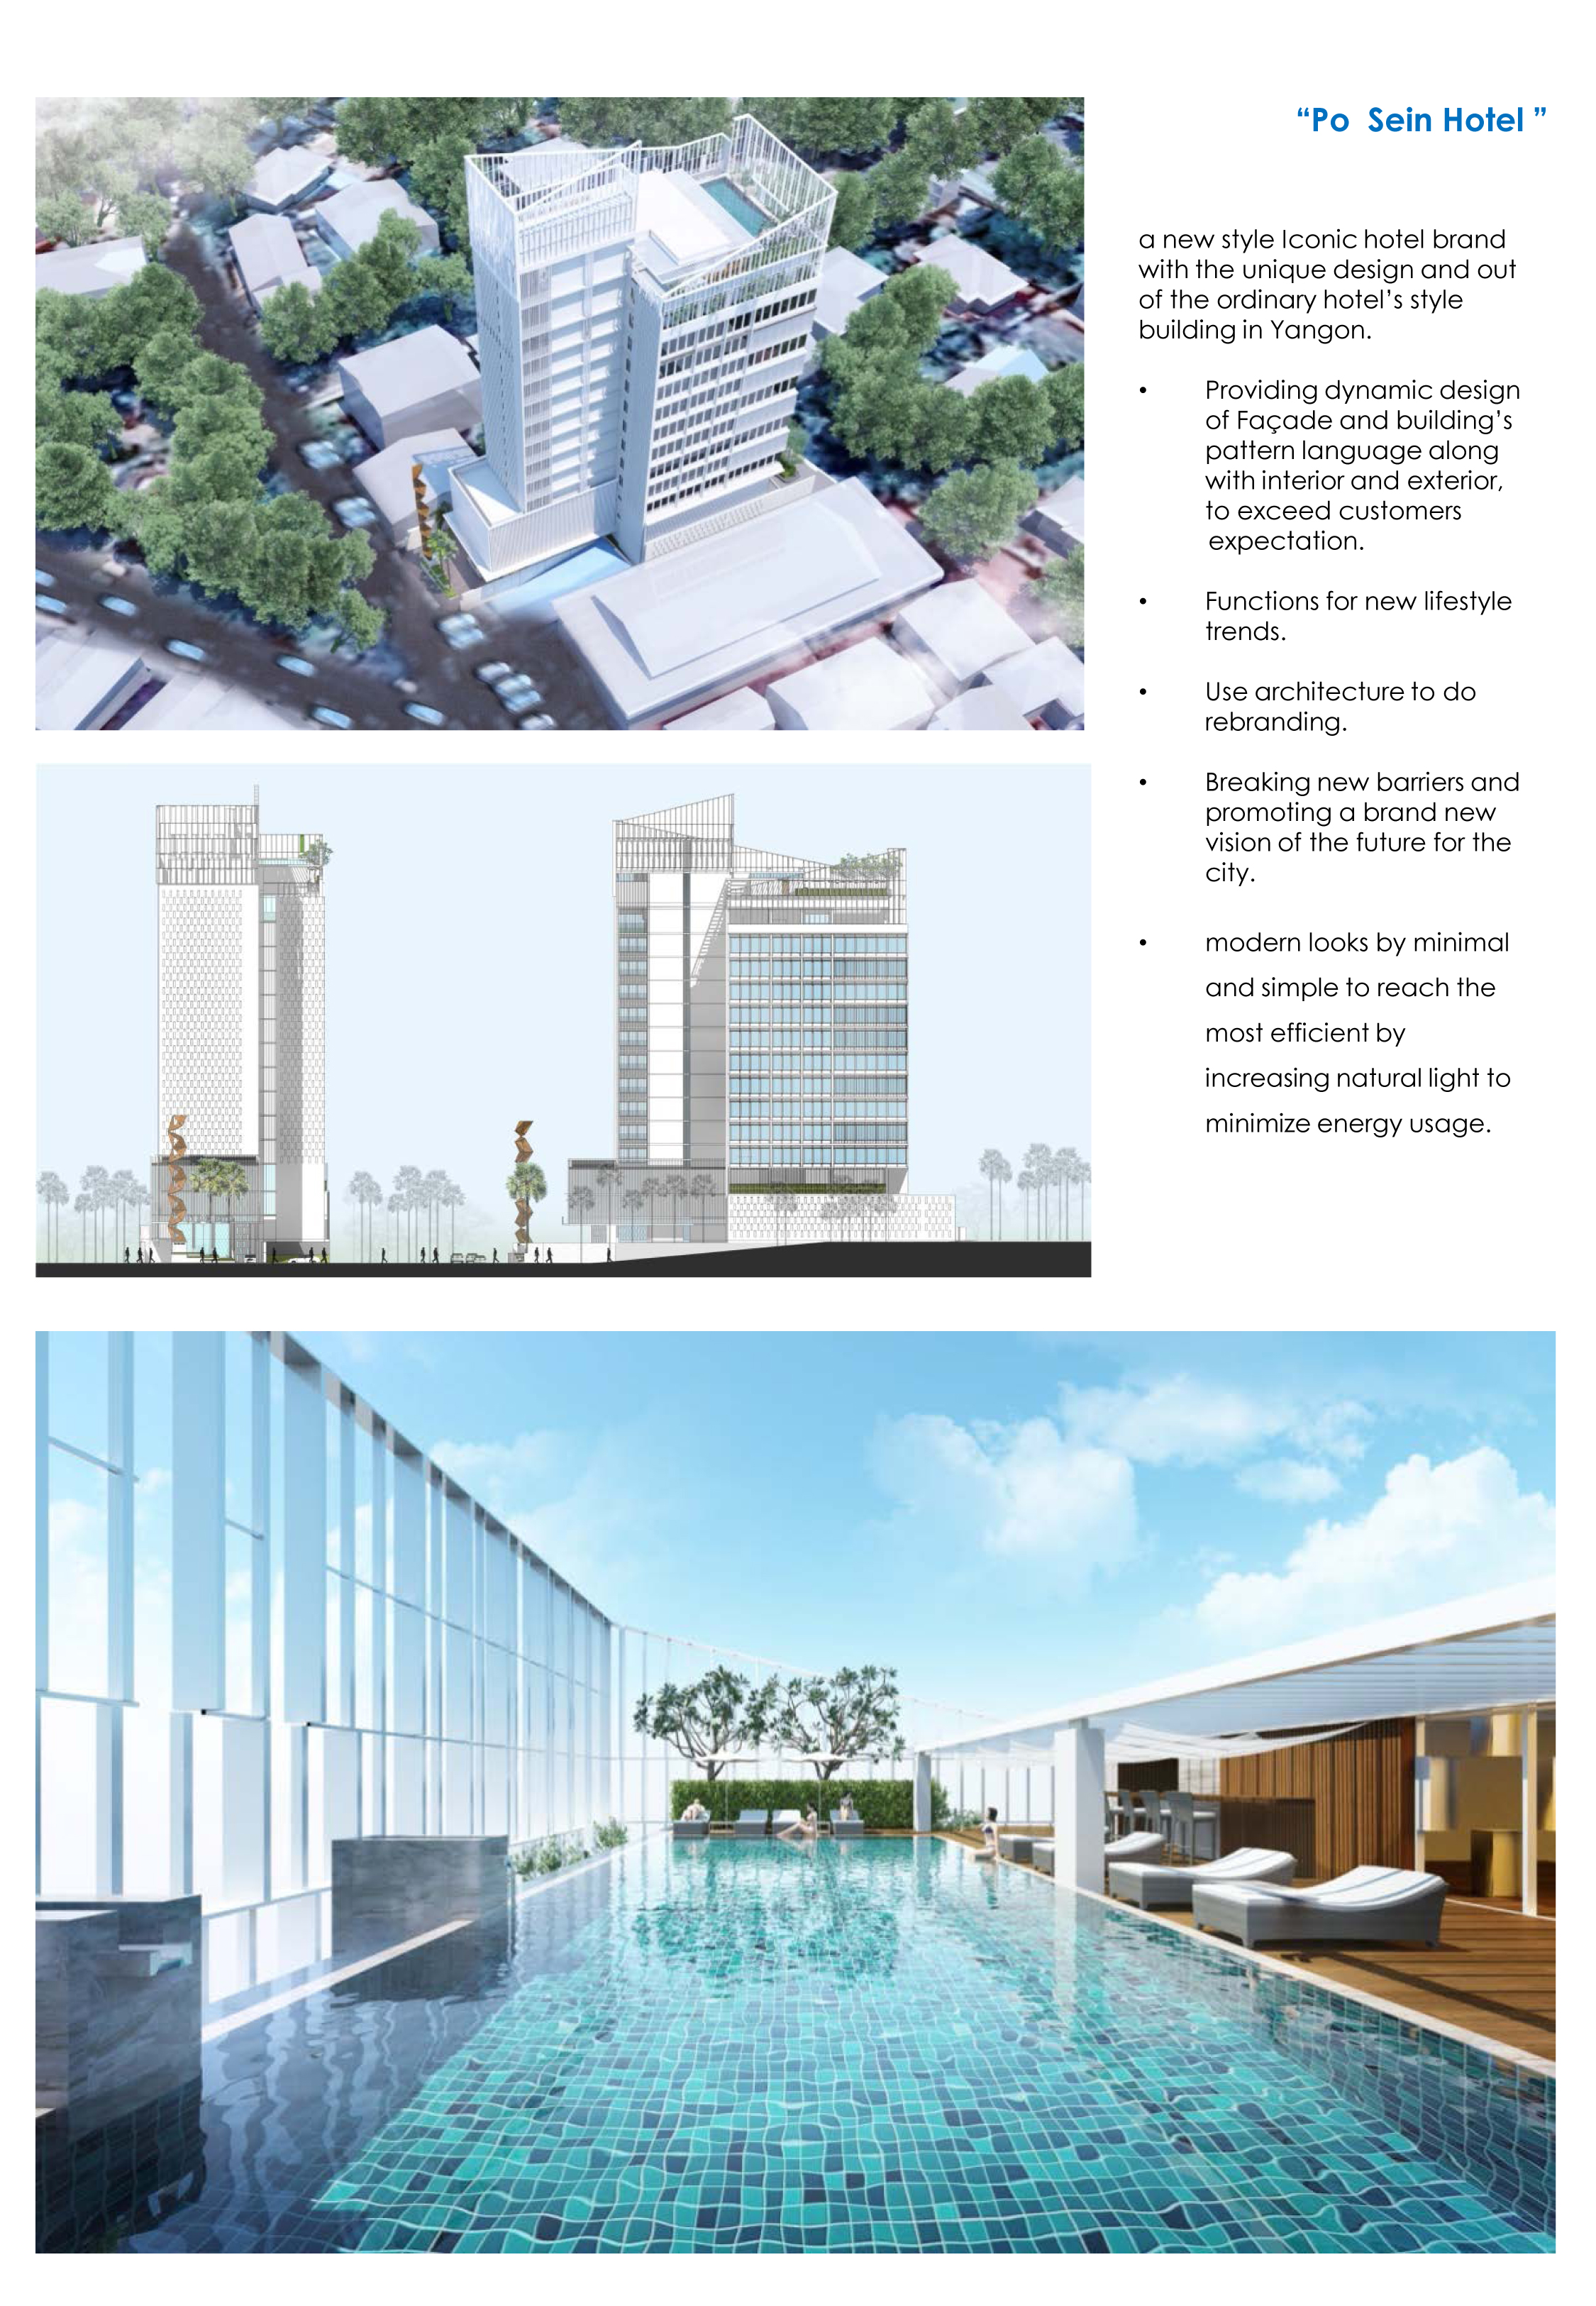 “Po  Sein Hotel ”
a new style Iconic hotel brand
with the unique design and out
of the ordinary hotel’s style
building in Yangon.
• Providing dynamic design
of Façade and building’s
pattern language along
with interior and exterior,
to exceed customers
expectation.
• Functions for new lifestyle
trends.
• Use architecture to do
rebranding.
• Breaking new barriers and
promoting a brand new
vision of the future for the
city.
• modern looks by minimal
and simple to reach the
most efficient by
increasing natural light to
minimize energy usage.